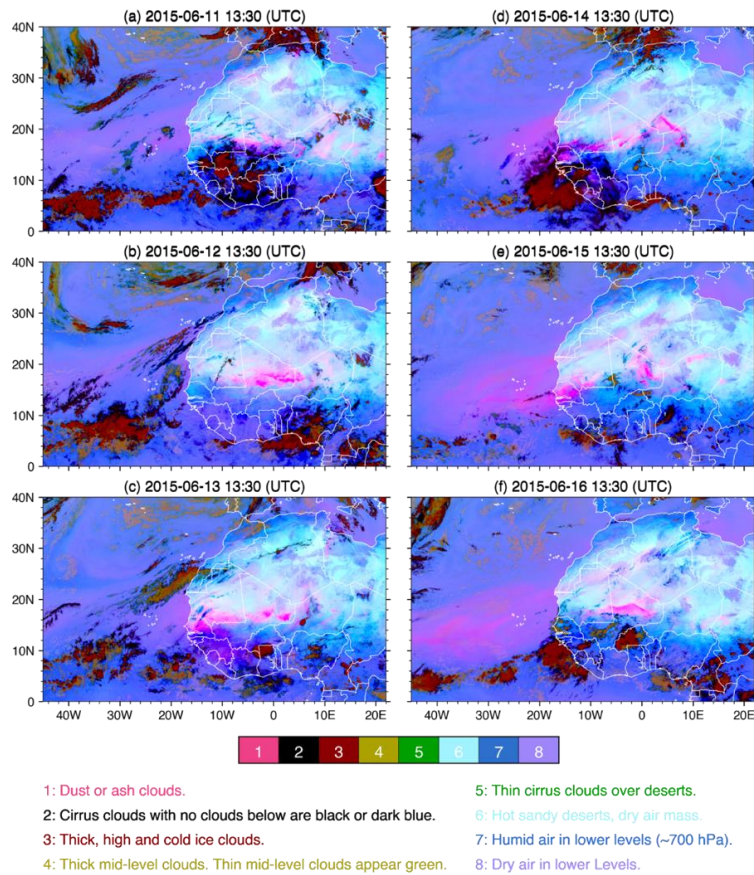 (a) 2015-06-11 13:30 (UTC)
(d) 2015-06-14 13:30 (UTC)
40N
30N
20N
10N
0
(b) 2015-06-12 13:30 (UTC)
(e) 2015-06-15 13:30 (UTC)
40N
30N
20N
10N
0
(c) 2015-06-13 13:30 (UTC)
(f) 2015-06-16 13:30 (UTC)
40N
30N
20N
10N
0
40W 30W 20W 10W 0 10E 20E
40W 30W 20W 10W 0 10E 20E
1 2 3 4 5 6 7 8
1: Dust or ash clouds.
2: Cirrus clouds with no clouds below are black or dark blue.
3: Thick, high and cold ice clouds.
4: Thick mid-level clouds. Thin mid-level clouds appear green.
5: Thin cirrus clouds over deserts.
6: Hot sandy deserts, dry air mass.
7: Humid air in lower levels (~700 hPa).
8: Dry air in lower Levels.